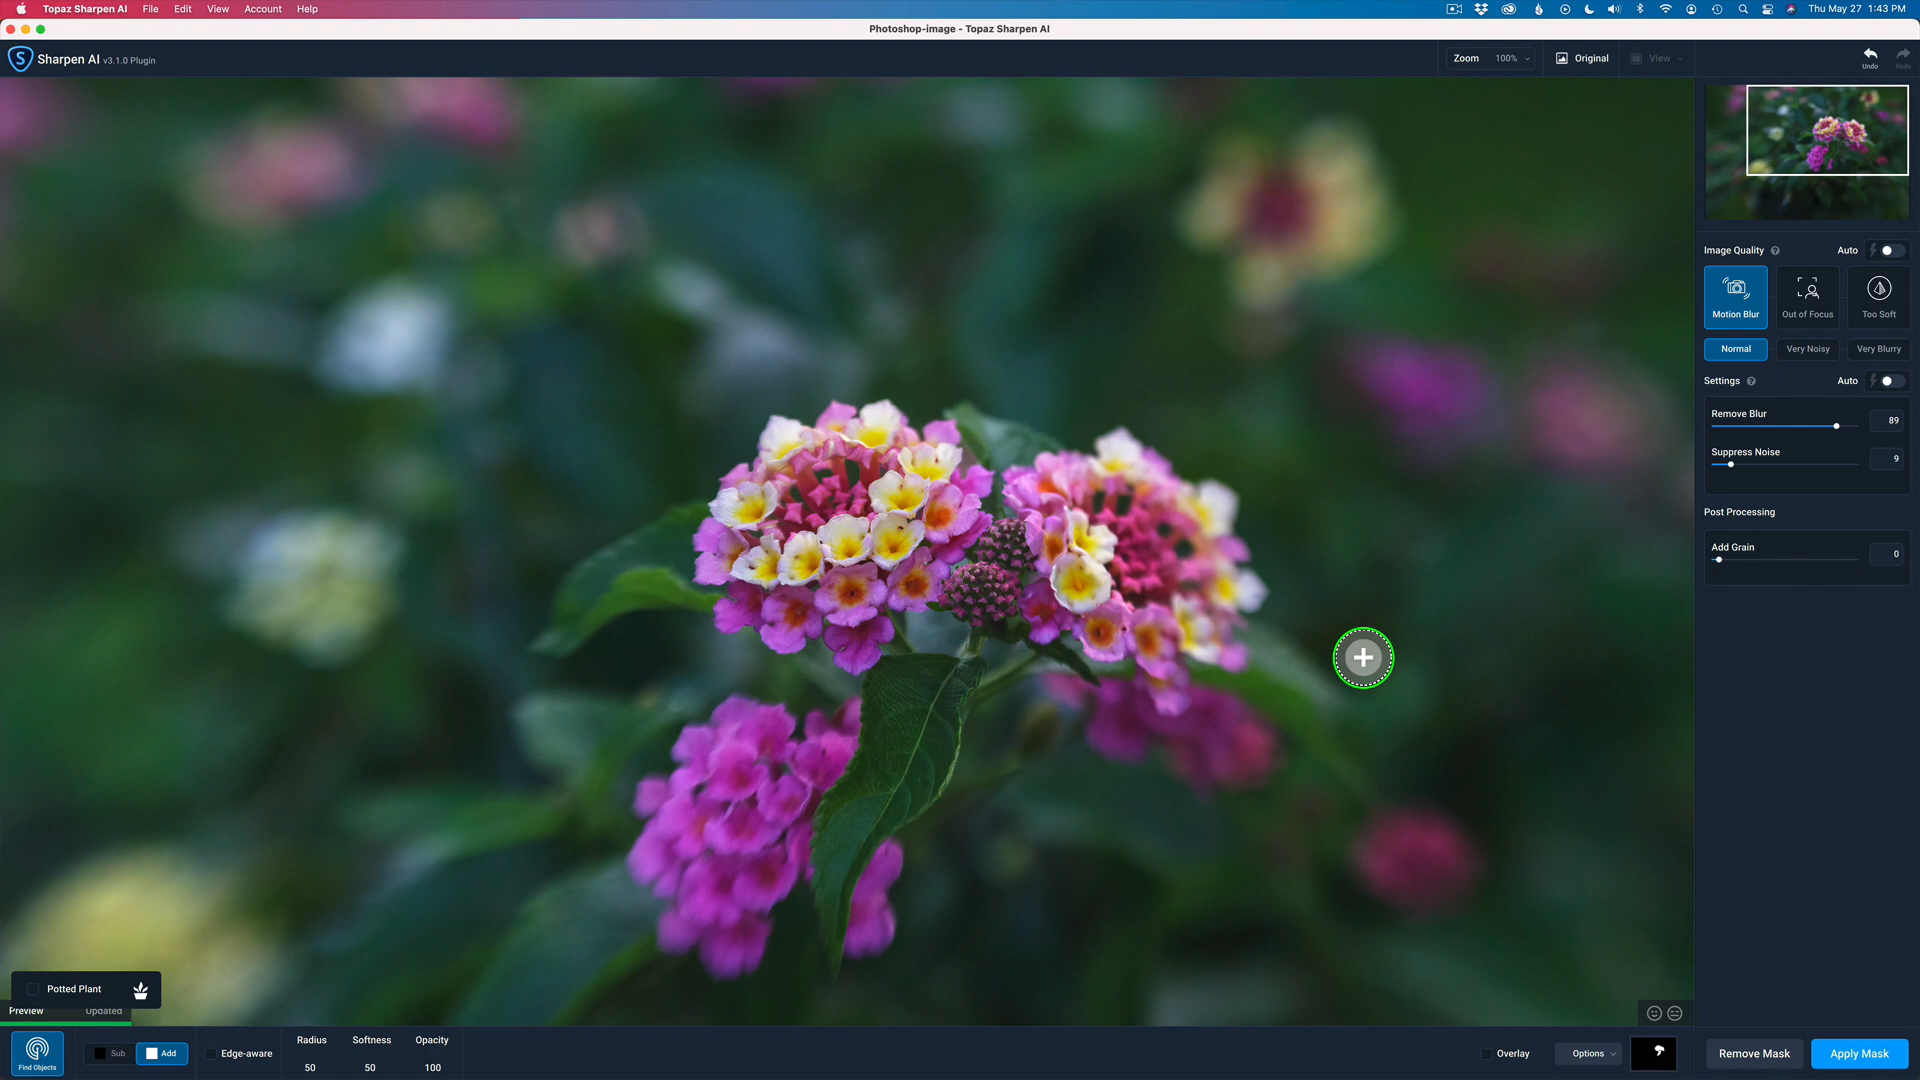 Topaz Sharpen AI File Edit View Account Help Thu May 27 1:43 PM
Photoshop-image - Topaz Sharpen AI
Sharpen AI v3.1.0 Plugin Zoom 100% Original View Undo Redo
Image Quality ? Auto
Motion Blur Out of Focus Too Soft
Normal Very Noisy Very Blurry
Settings ? Auto
Remove Blur 89
Suppress Noise 9
Post Processing
Add Grain 0
Potted Plant
Preview Updated
Find Objects Sub Add Edge-aware Radius Softness Opacity Overlay Options Remove Mask Apply Mask
50 50 100